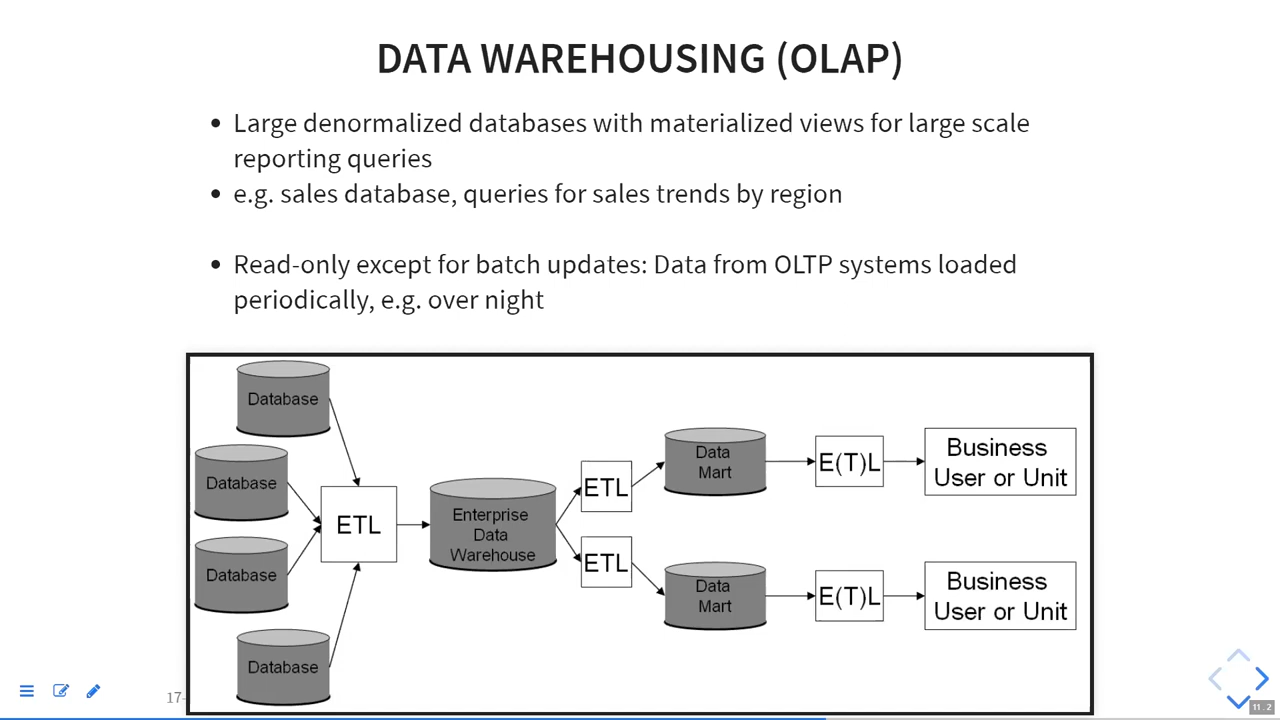 DATA WAREHOUSING (OLAP)
• Large denormalized databases with materialized views for large scale
reporting queries
• e.g. sales database, queries for sales trends by region
• Read-only except for batch updates: Data from OLTP systems loaded
periodically, e.g. over night
Database
Database
Database
Database
ETL
Enterprise
Data
Warehouse
ETL
ETL
Data
Mart
Data
Mart
E(T)L
E(T)L
Business
User or Unit
Business
User or Unit
17-
11.2